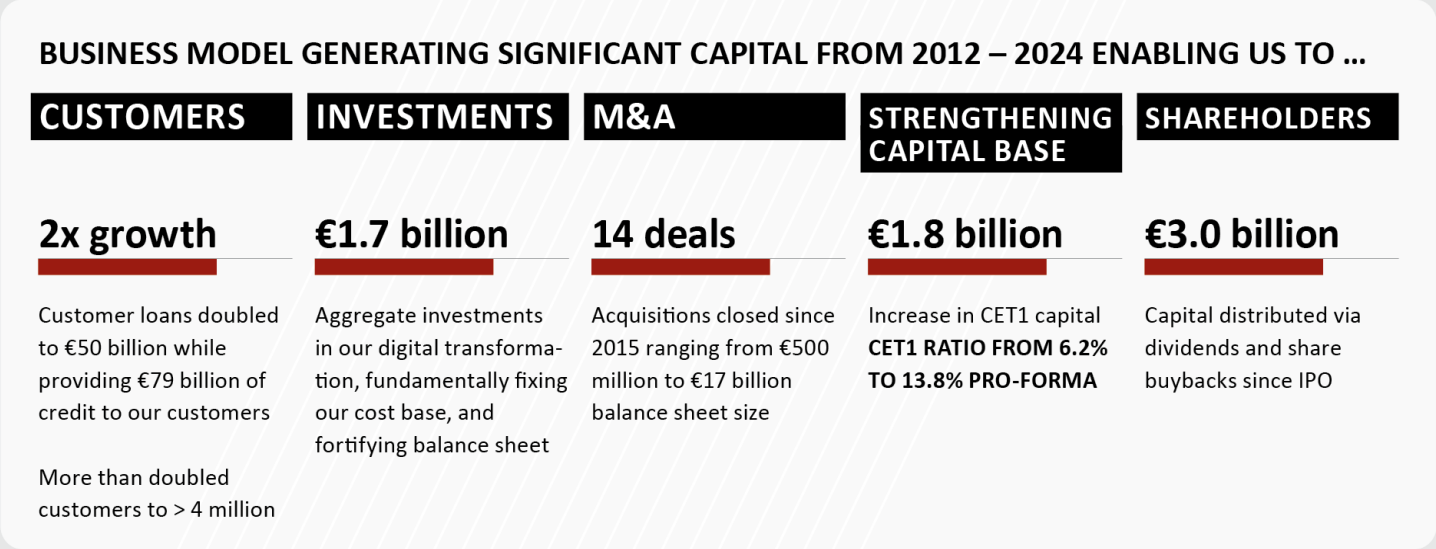 BUSINESS MODEL GENERATING SIGNIFICANT CAPITAL FROM 2012 – 2024 ENABLING US TO ...
CUSTOMERS
2x growth
Customer loans doubled
to €50 billion while
providing €79 billion of
credit to our customers
More than doubled
customers to > 4 million
INVESTMENTS
€1.7 billion
Aggregate investments
in our digital transforma-
tion, fundamentally fixing
our cost base, and
fortifying balance sheet
M&A
14 deals
Acquisitions closed since
2015 ranging from €500
million to €17 billion
balance sheet size
STRENGTHENING
CAPITAL BASE
€1.8 billion
Increase in CET1 capital
CET1 RATIO FROM 6.2%
TO 13.8% PRO-FORMA
SHAREHOLDERS
€3.0 billion
Capital distributed via
dividends and share
buybacks since IPO